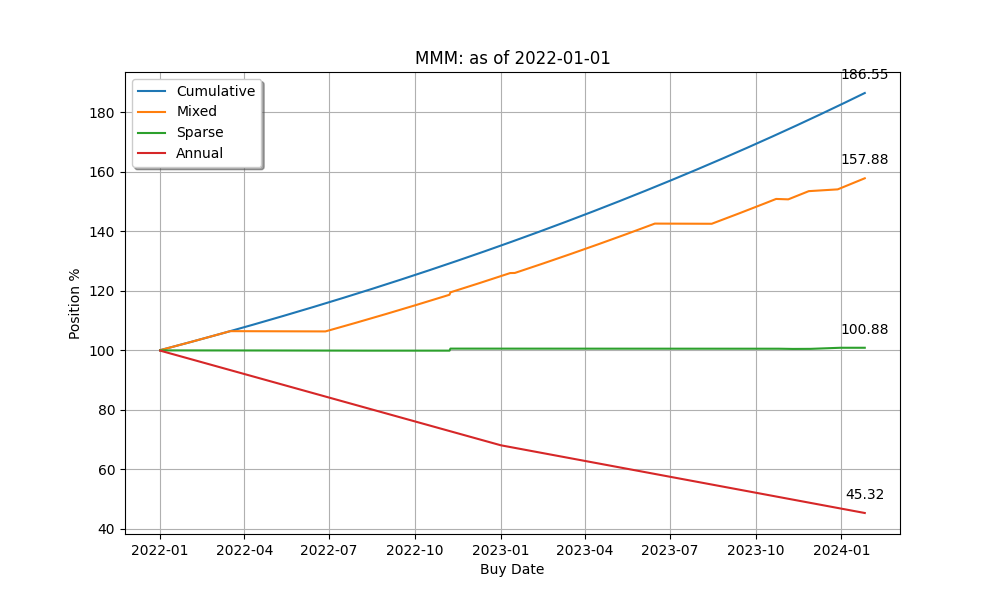 MMM: as of 2022-01-01
Cumulative
Mixed
Sparse
Annual
186.55
157.88
100.88
45.32
Position %
180
160
140
120
100
80
60
40
2022-01 2022-04 2022-07 2022-10 2023-01 2023-04 2023-07 2023-10 2024-01
Buy Date